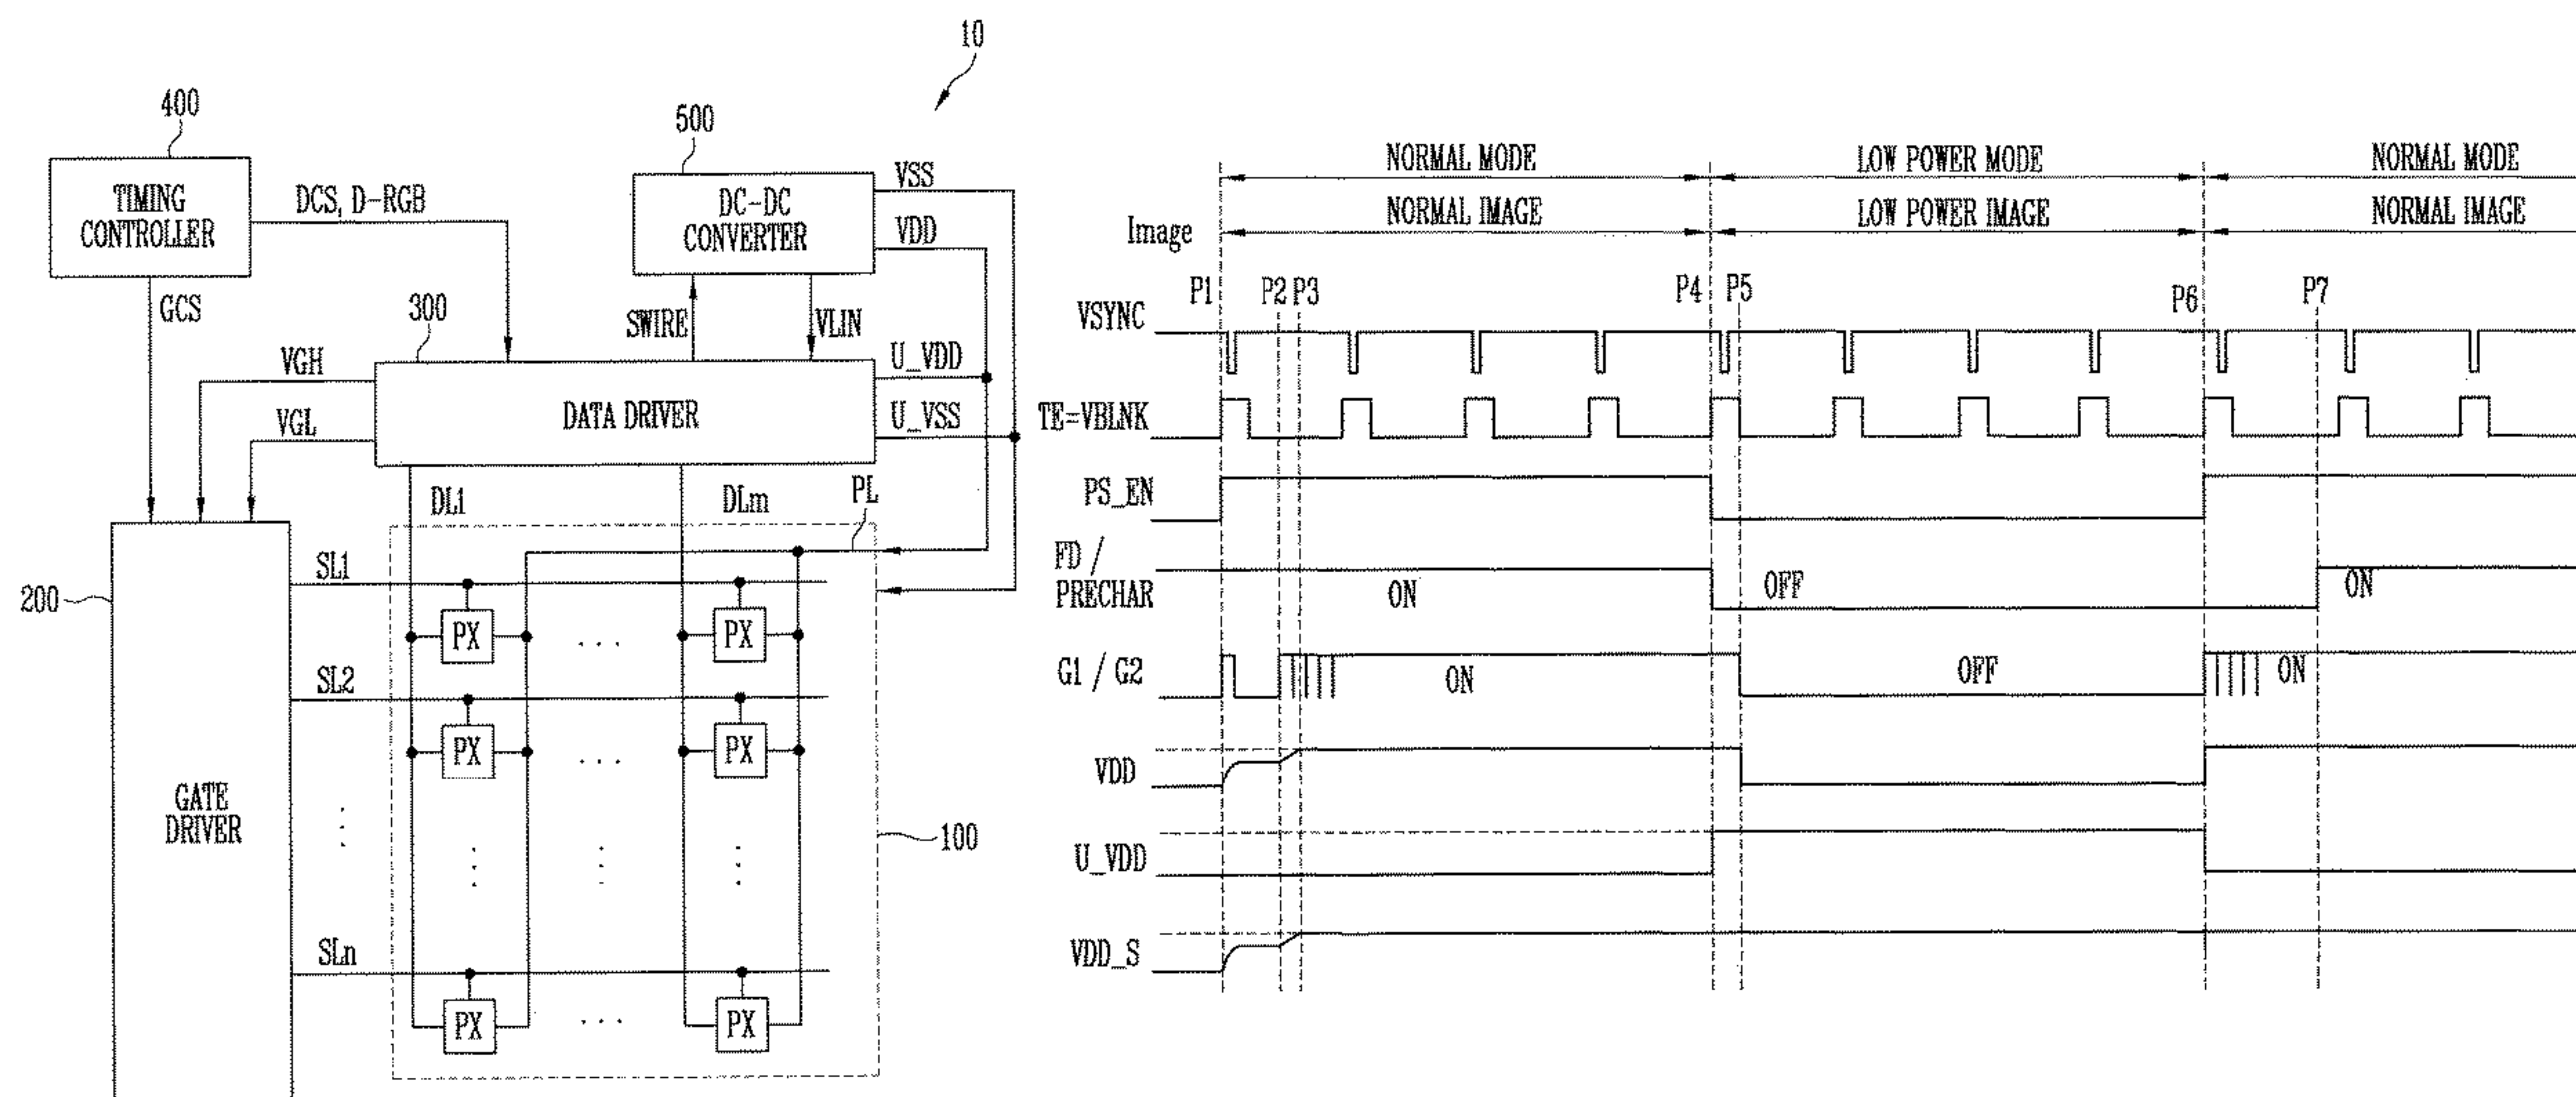 10
400
TIMING
CONTROLLER
DCS, D-RGB
GCS
500
DC-DC
CONVERTER
VSS
VDD
SWIRE
VLIN
300
DATA DRIVER
U_VDD
U_VSS
VGH
VGL
DL1
DLm
PL
200
GATE
DRIVER
SL1
PX
. . .
PX
SL2
PX
. . .
PX
SLn
PX
. . .
PX
100
NORMAL MODE
LOW POWER MODE
NORMAL MODE
Image
NORMAL IMAGE
LOW POWER IMAGE
NORMAL IMAGE
P1
P2
P3
P4
P5
P6
P7
VSYNC
TE=VBLNK
PS_EN
FD /
PRECHAR
ON
OFF
ON
G1 / G2
ON
OFF
ON
VDD
U_VDD
VDD_S